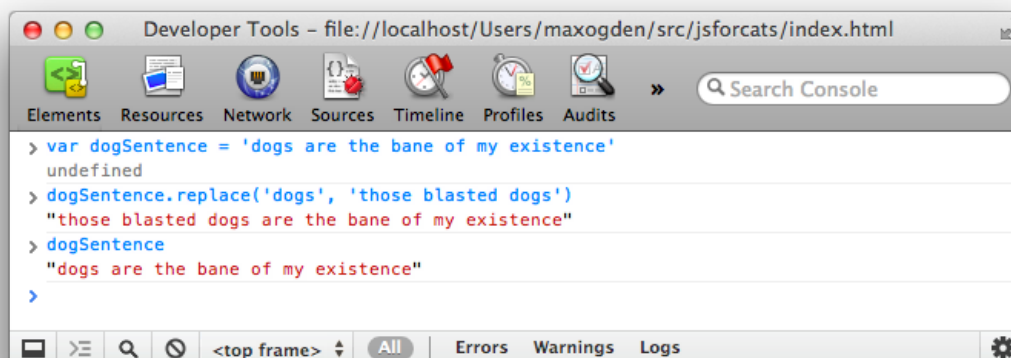 Developer Tools – file://localhost/Users/maxogden/src/jsforcats/index.html
Elements Resources Network Sources Timeline Profiles Audits » Search Console
> var dogSentence = 'dogs are the bane of my existence'
undefined
> dogSentence.replace('dogs', 'those blasted dogs')
"those blasted dogs are the bane of my existence"
> dogSentence
"dogs are the bane of my existence"
>
<top frame> All Errors Warnings Logs